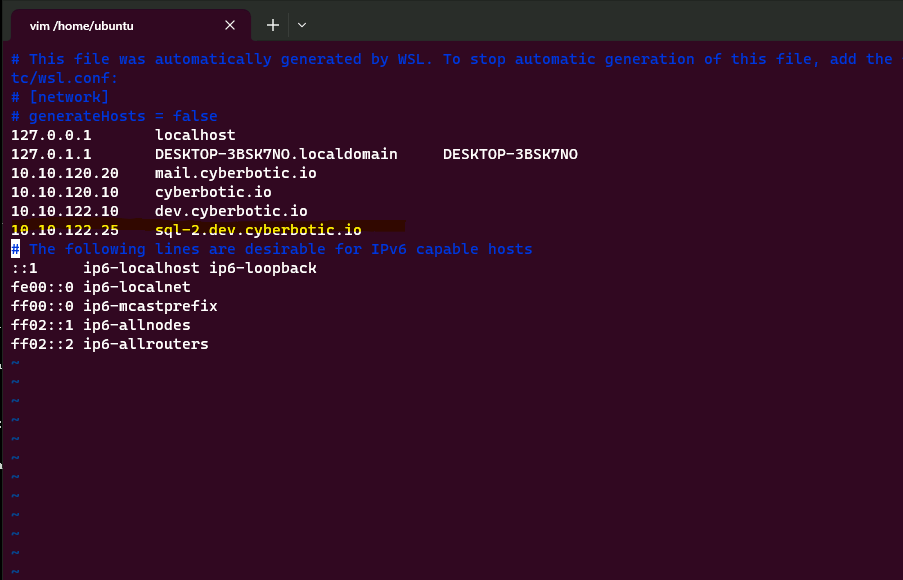 vim /home/ubuntu
# This file was automatically generated by WSL. To stop automatic generation of this file, add the
tc/wsl.conf:
# [network]
# generateHosts = false
127.0.0.1 localhost
127.0.1.1 DESKTOP-3BSK7NO.localdomain DESKTOP-3BSK7NO
10.10.120.20 mail.cyberbotic.io
10.10.120.10 cyberbotic.io
10.10.122.10 dev.cyberbotic.io
10.10.122.25 sql-2.dev.cyberbotic.io
# The following lines are desirable for IPv6 capable hosts
::1 ip6-localhost ip6-loopback
fe00::0 ip6-localnet
ff00::0 ip6-mcastprefix
ff02::1 ip6-allnodes
ff02::2 ip6-allrouters
~
~
~
~
~
~
~
~
~
~
~
~